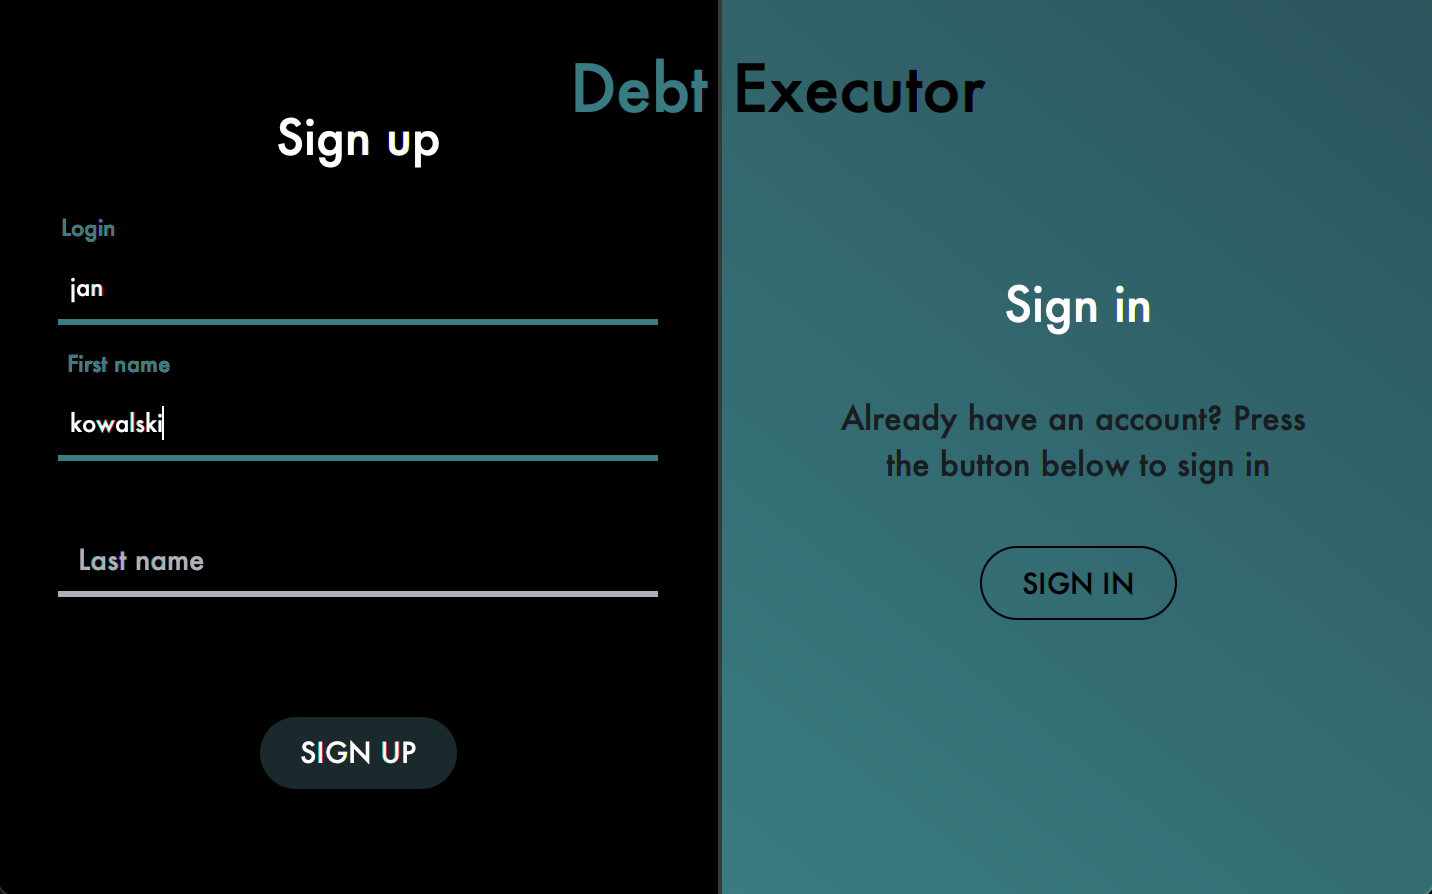 Debt Executor
Sign up
Login
jan
First name
kowalski
Last name
SIGN UP
Sign in
Already have an account? Press
the button below to sign in
SIGN IN